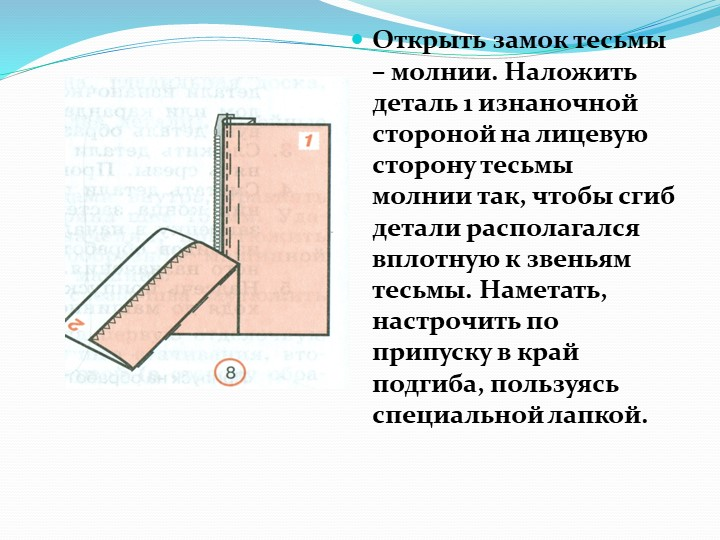 Открыть замок тесьмы
– молнии. Наложить
деталь 1 изнаночной
стороной на лицевую
сторону тесьмы
молнии так, чтобы сгиб
детали располагался
вплотную к звеньям
тесьмы. Наметать,
настрочить по
припуску в край
подгиба, пользуясь
специальной лапкой.
1
2
8